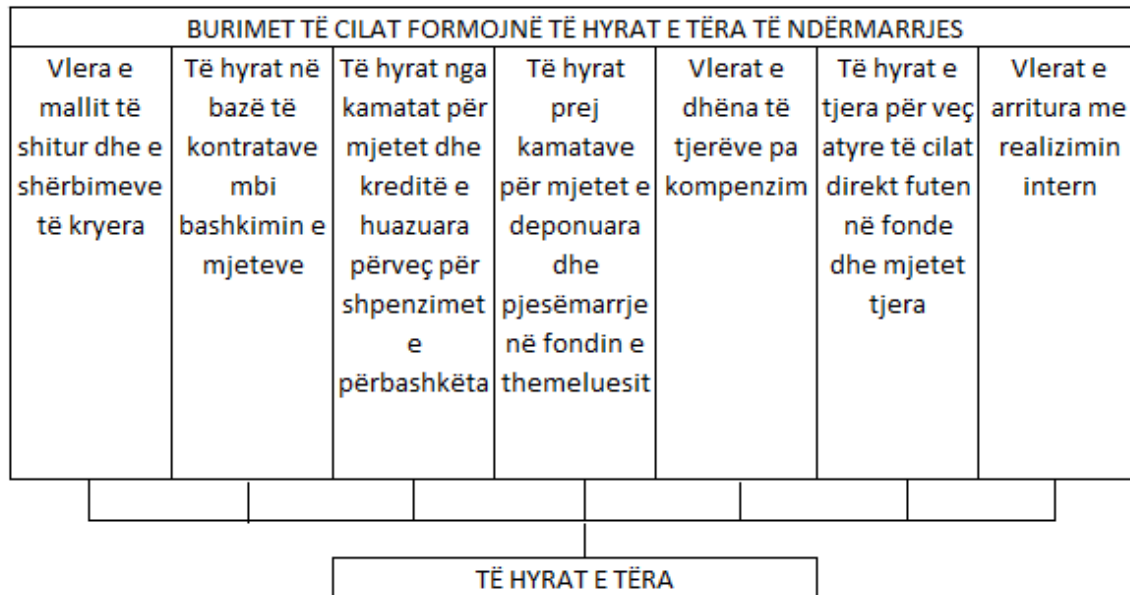 BURIMET TË CILAT FORMOJNË TË HYRAT E TËRA TË NDËRMARRJES
Vlera e
mallit të
shitur dhe e
shërbimeve
të kryera
Të hyrat në
bazë të
kontratave
mbi
bashkimin e
mjeteve
Të hyrat nga
kamatat për
mjetet dhe
kreditë e
huazuara
përveç për
shpenzimet
e
përbashkëta
Të hyrat
prej
kamatave
për mjetet e
deponuara
dhe
pjesëmarrje
në fondin e
themeluesit
Vlerat e
dhëna të
tjerëve pa
kompenzim
Të hyrat e
tjera për veç
atyre të cilat
direkt futen
në fonde
dhe mjetet
tjera
Vlerat e
arritura me
realizimin
intern
TË HYRAT E TËRA